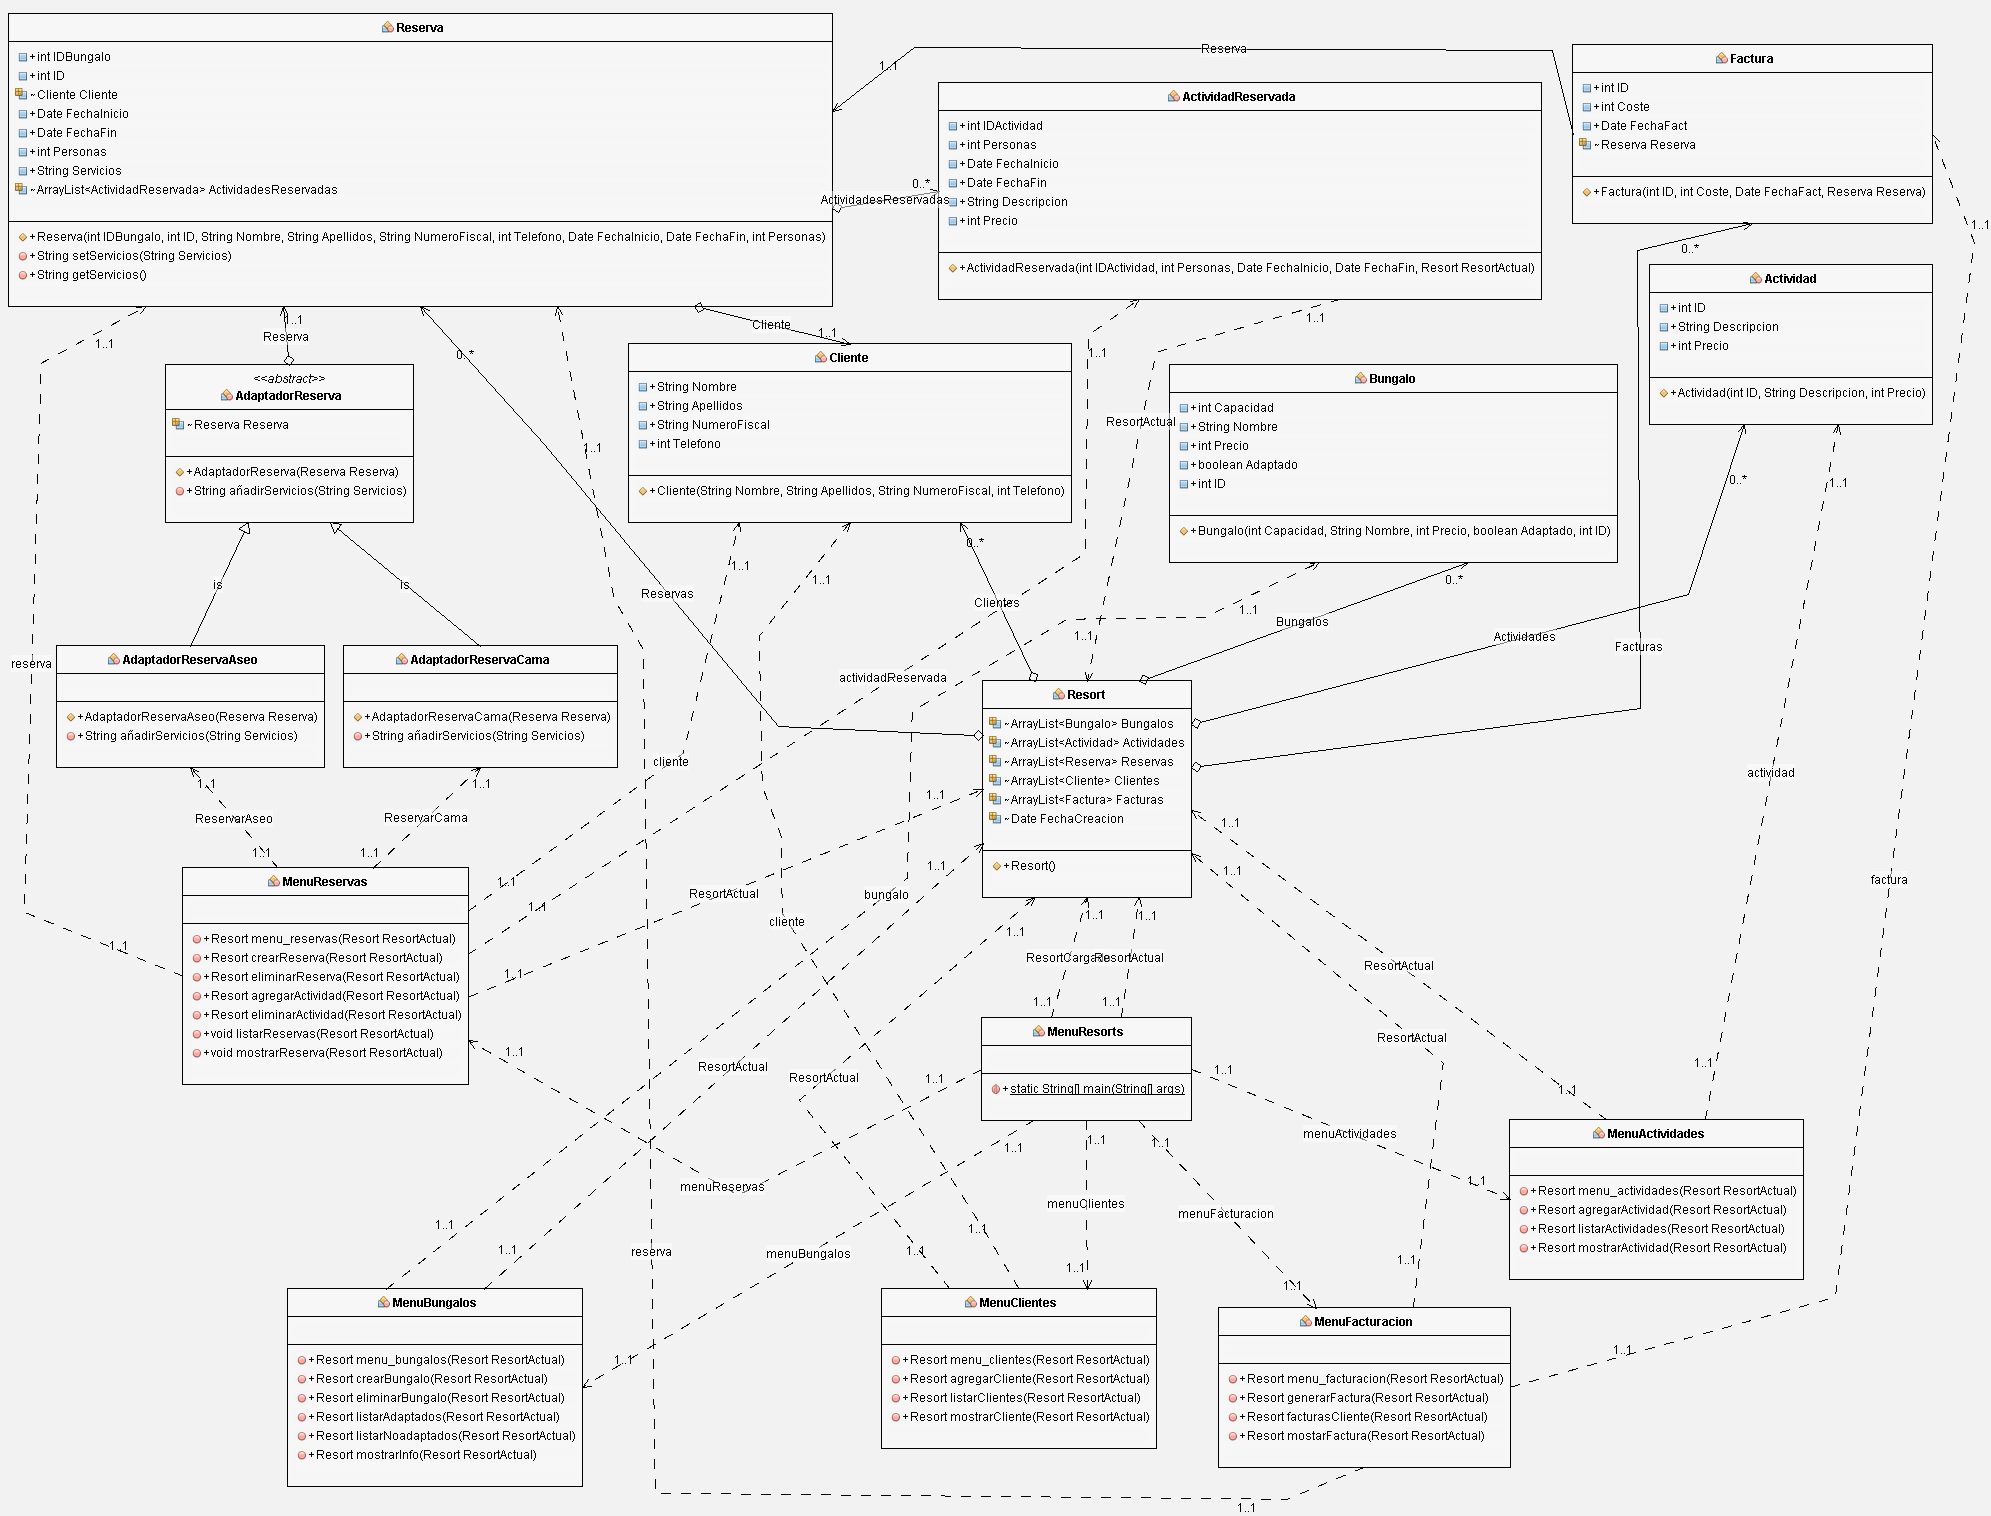 Reserva
+int IDBungalo
+int ID
~Cliente Cliente
+Date FechaInicio
+Date FechaFin
+int Personas
+String Servicios
~ArrayList<ActividadReservada> ActividadesReservadas
+Reserva(int IDBungalo, int ID, String Nombre, String Apellidos, String NumeroFiscal, int Telefono, Date FechaInicio, Date FechaFin, int Personas)
+String setServicios(String Servicios)
+String getServicios()
Reserva
1..1
ActividadReservada
+int IDActividad
+int Personas
+Date FechaInicio
+Date FechaFin
+String Descripcion
+int Precio
+ActividadReservada(int IDActividad, int Personas, Date FechaInicio, Date FechaFin, Resort ResortActual)
0..*
ActividadesReservadas
Factura
+int ID
+int Coste
+Date FechaFact
~Reserva Reserva
+Factura(int ID, int Coste, Date FechaFact, Reserva Reserva)
1..1
0..*
Actividad
+int ID
+String Descripcion
+int Precio
+Actividad(int ID, String Descripcion, int Precio)
1..1
1..1
Reserva
0..*
1..1
Cliente
1..1
1..1
1..1
ResortActual
<<abstract>>
AdaptadorReserva
~Reserva Reserva
+AdaptadorReserva(Reserva Reserva)
+String añadirServicios(String Servicios)
Cliente
+String Nombre
+String Apellidos
+String NumeroFiscal
+int Telefono
+Cliente(String Nombre, String Apellidos, String NumeroFiscal, int Telefono)
Bungalo
+int Capacidad
+String Nombre
+int Precio
+boolean Adaptado
+int ID
+Bungalo(int Capacidad, String Nombre, int Precio, boolean Adaptado, int ID)
0..*
1..1
0..*
1..1
1..1
0..*
is
is
Reservas
Clientes
1..1
1..1
Bungalos
Actividades
Facturas
reserva
AdaptadorReservaAseo
+AdaptadorReservaAseo(Reserva Reserva)
+String añadirServicios(String Servicios)
AdaptadorReservaCama
+AdaptadorReservaCama(Reserva Reserva)
+String añadirServicios(String Servicios)
actividadReservada
cliente
Resort
~ArrayList<Bungalo> Bungalos
~ArrayList<Actividad> Actividades
~ArrayList<Reserva> Reservas
~ArrayList<Cliente> Clientes
~ArrayList<Factura> Facturas
~Date FechaCreacion
+Resort()
actividad
1..1
1..1
1..1
1..1
ReservarAseo
ReservarCama
1..1
1..1
1..1
1..1
MenuReservas
+Resort menu_reservas(Resort ResortActual)
+Resort crearReserva(Resort ResortActual)
+Resort eliminarReserva(Resort ResortActual)
+Resort agregarActividad(Resort ResortActual)
+Resort eliminarActividad(Resort ResortActual)
+void listarReservas(Resort ResortActual)
+void mostrarReserva(Resort ResortActual)
1..1
1..1
1..1
1..1
1..1
ResortActual
bungalo
cliente
factura
1..1
1..1
1..1
ResortCargado
ResortActual
ResortActual
1..1
1..1
MenuResorts
+static String[] main(String[] args)
ResortActual
ResortActual
ResortActual
1..1
1..1
1..1
1..1
1..1
menuReservas
menuActividades
1..1
1..1
1..1
1..1
menuClientes
menuFacturacion
menuBungalos
MenuActividades
+Resort menu_actividades(Resort ResortActual)
+Resort agregarActividad(Resort ResortActual)
+Resort listarActividades(Resort ResortActual)
+Resort mostrarActividad(Resort ResortActual)
1..1
1..1
1..1
1..1
1..1
1..1
1..1
reserva
MenuBungalos
+Resort menu_bungalos(Resort ResortActual)
+Resort crearBungalo(Resort ResortActual)
+Resort eliminarBungalo(Resort ResortActual)
+Resort listarAdaptados(Resort ResortActual)
+Resort listarNoadaptados(Resort ResortActual)
+Resort mostrarInfo(Resort ResortActual)
1..1
MenuClientes
+Resort menu_clientes(Resort ResortActual)
+Resort agregarCliente(Resort ResortActual)
+Resort listarClientes(Resort ResortActual)
+Resort mostrarCliente(Resort ResortActual)
MenuFacturacion
+Resort menu_facturacion(Resort ResortActual)
+Resort generarFactura(Resort ResortActual)
+Resort facturasCliente(Resort ResortActual)
+Resort mostarFactura(Resort ResortActual)
1..1
1..1